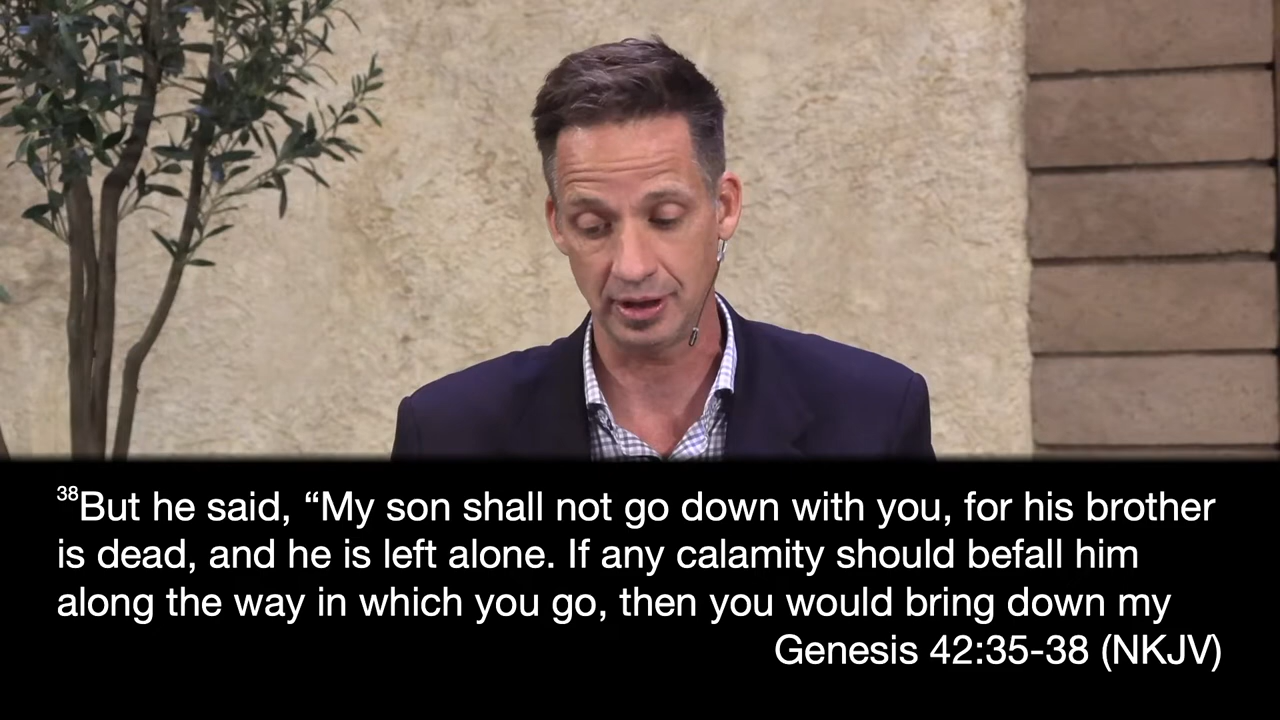 38But he said, “My son shall not go down with you, for his brother
is dead, and he is left alone. If any calamity should befall him
along the way in which you go, then you would bring down my
Genesis 42:35-38 (NKJV)